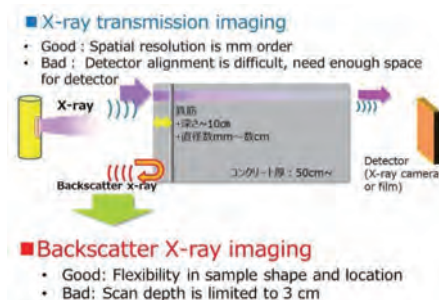 ■X-ray transmission imaging
• Good : Spatial resolution is mm order
• Bad : Detector alignment is difficult, need enough space
for detector
X-ray
鉄筋
・深さ~10㎝
・直径数mm~数cm
コンクリート厚:50cm~
Backscatter x-ray
Detector
(X-ray camera
or film)
■Backscatter X-ray imaging
• Good: Flexibility in sample shape and location
• Bad: Scan depth is limited to 3 cm